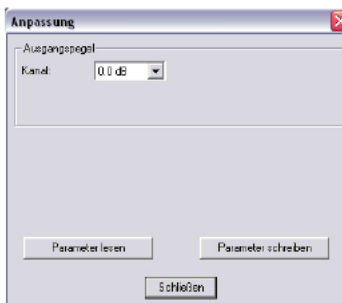 Anpassung
Ausgangspegel
Kanal: 0.0 dB
Parameter lesen Parameter schreiben
Schließen